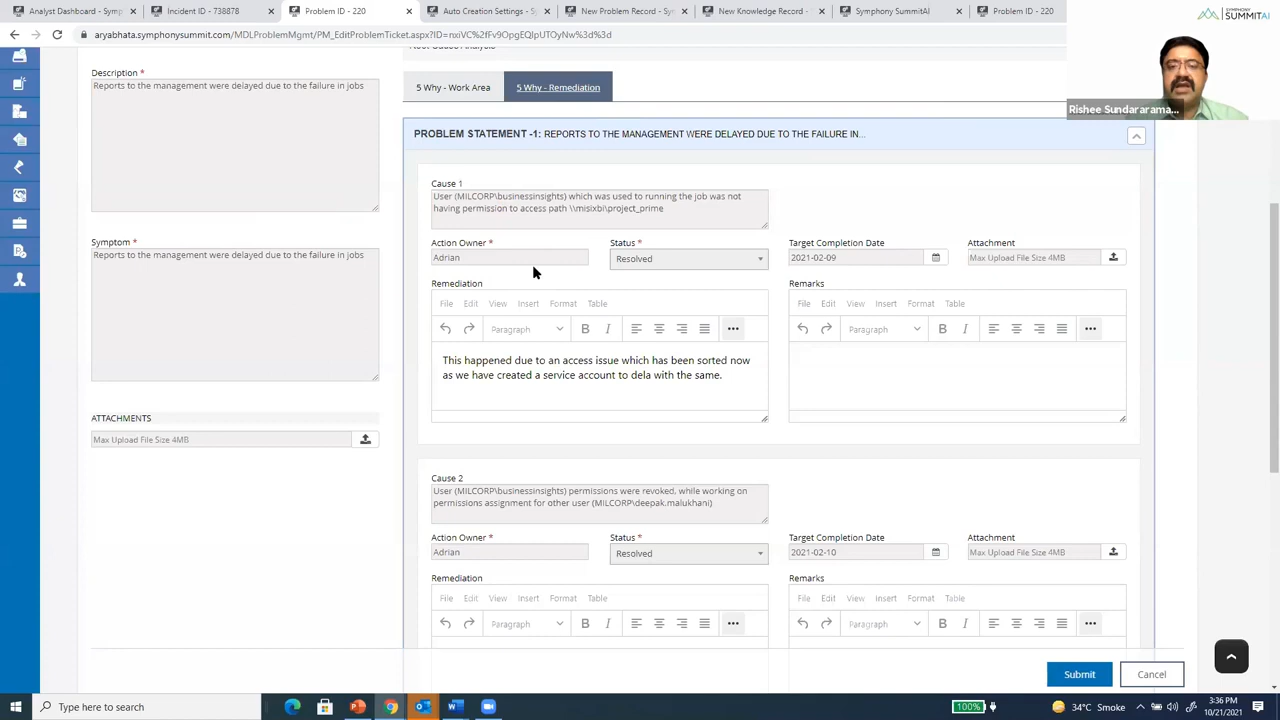 Analyst Dashboard - Symp
Incident ID - 738878
Problem ID - 220
Auto Creation Settings - Sy
New Problem Record - Sym
New Knowledge Record -
Symphony SummitAI
Problem ID - 220
SYMPHONY
SUMMITAI
aryabhata.symphonysummit.com/MDLProblemMgmt/PM_EditProblemTicket.aspx?ID=nxiVC%2fFv9OpgEQIpUTOyNw%3d%3d
Rishee Sundararama...
Description *
Reports to the management were delayed due to the failure in jobs
Symptom *
Reports to the management were delayed due to the failure in jobs
ATTACHMENTS
Max Upload File Size 4MB
5 Why - Work Area
5 Why - Remediation
PROBLEM STATEMENT -1: REPORTS TO THE MANAGEMENT WERE DELAYED DUE TO THE FAILURE IN...
Cause 1
User (MILCORP\businessinsights) which was used to running the job was not
having permission to access path \\misixbi\project_prime
Action Owner *
Status *
Target Completion Date
Attachment
Adrian
Resolved
2021-02-09
Max Upload File Size 4MB
Remediation
Remarks
File Edit View Insert Format Table
File Edit View Insert Format Table
Paragraph B I
Paragraph B I
This happened due to an access issue which has been sorted now
as we have created a service account to dela with the same.
Cause 2
User (MILCORP\businessinsights) permissions were revoked, while working on
permissions assignment for other user (MILCORP\deepak.malukhani)
Action Owner *
Status *
Target Completion Date
Attachment
Adrian
Resolved
2021-02-10
Max Upload File Size 4MB
Remediation
Remarks
File Edit View Insert Format Table
File Edit View Insert Format Table
Paragraph B I
Paragraph B I
Submit
Cancel
Type here to search
100%
34°C Smoke
3:36 PM
10/21/2021